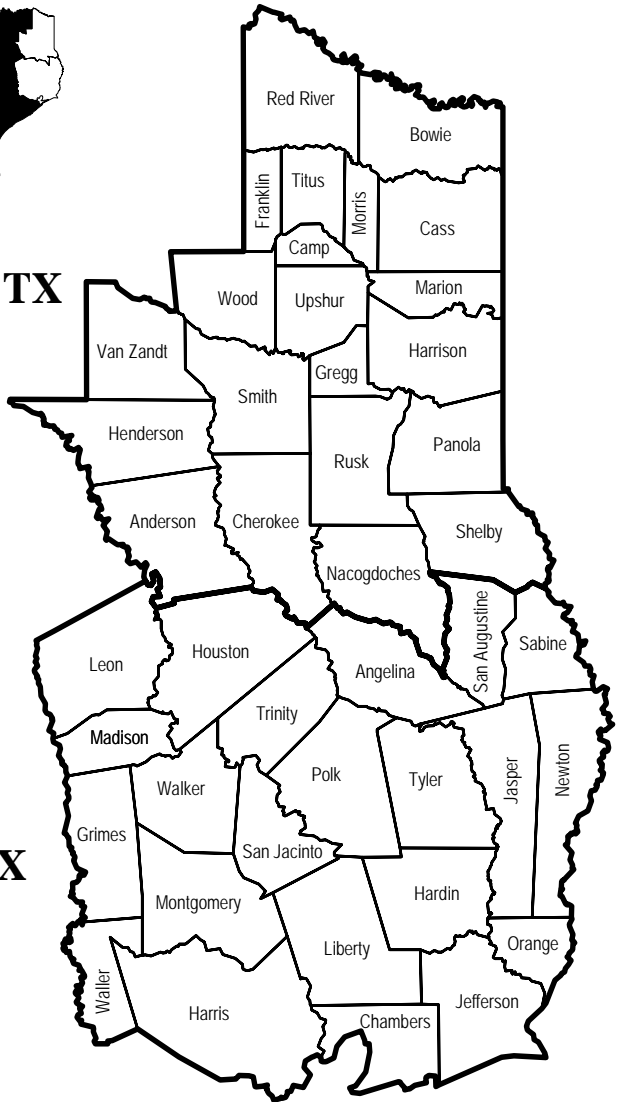 Red River
Bowie
Franklin
Titus
Morris
Cass
Camp
TX
Wood
Upshur
Marion
Van Zandt
Gregg
Harrison
Smith
Henderson
Rusk
Panola
Anderson
Cherokee
Shelby
Nacogdoches
San Augustine
Sabine
Houston
Leon
Angelina
Trinity
Madison
Polk
Tyler
Jasper
Newton
Walker
Grimes
San Jacinto
X
Hardin
Montgomery
Liberty
Orange
Waller
Harris
Chambers
Jefferson